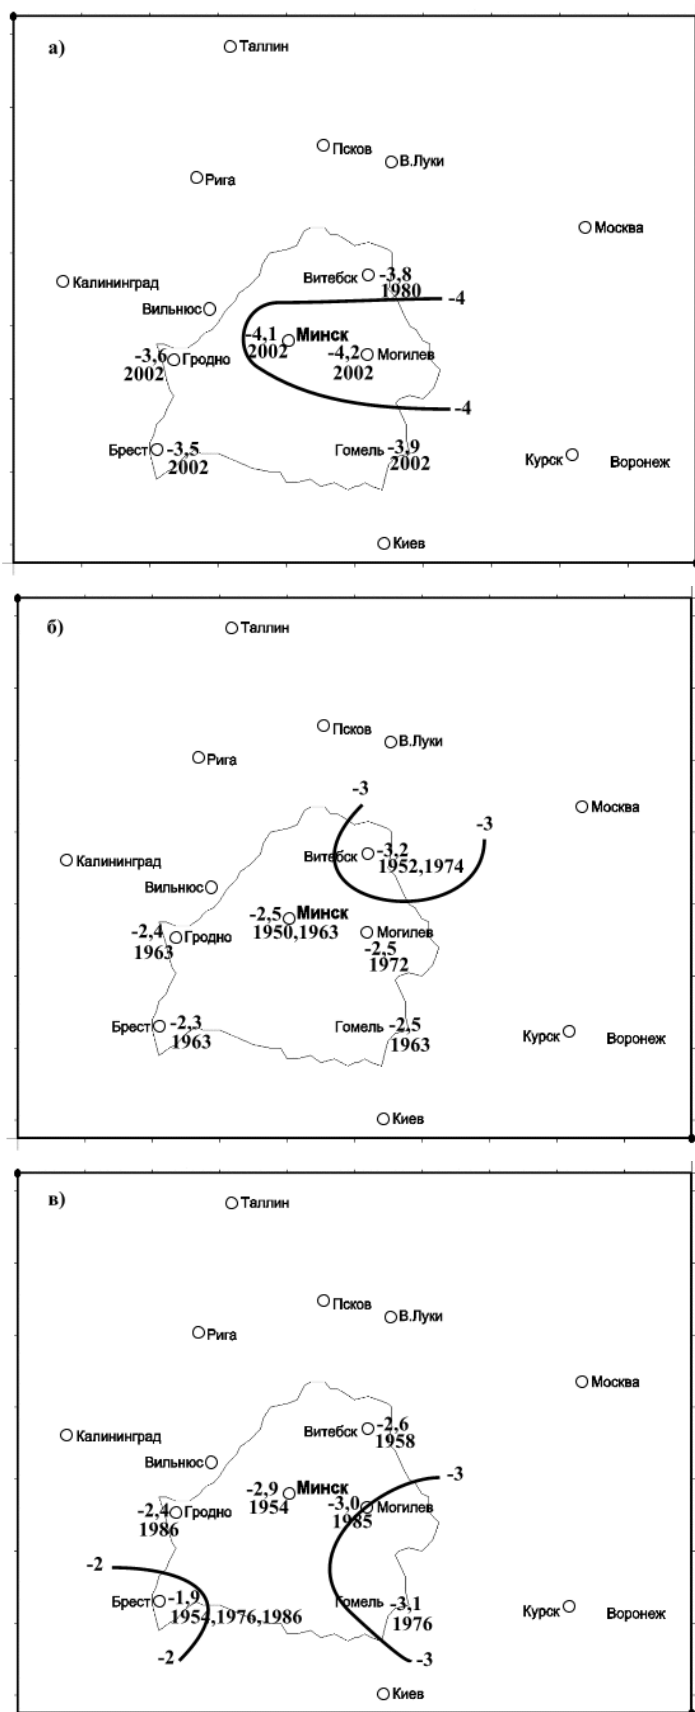 а)
Таллин
Псков
В.Луки
Рига
Москва
Калининград
Витебск -3,8
1980
-4
Вильнюс
-4,1 Минск
2002
-4,2 Могилев
2002
-3,6 Гродно
2002
-4
Брест -3,5
2002
Гомель -3,9
2002
Курск
Воронеж
Киев
б)
Таллин
Псков
В.Луки
Рига
-3
Москва
-3
Калининград
Витебск -3,2
1952,1974
Вильнюс
-2,5 Минск
1950,1963
-2,4 Гродно
1963
Могилев
-2,5
1972
Брест -2,3
1963
Гомель -2,5
1963
Курск
Воронеж
Киев
в)
Таллин
Псков
В.Луки
Рига
Москва
Калининград
Витебск -2,6
1958
Вильнюс
-3
-2,9 Минск
1954
-3,0 Могилев
1985
-2,4 Гродно
1986
-2
Брест -1,9
1954,1976,1986
Гомель -3,1
1976
Курск
Воронеж
-2
-3
Киев